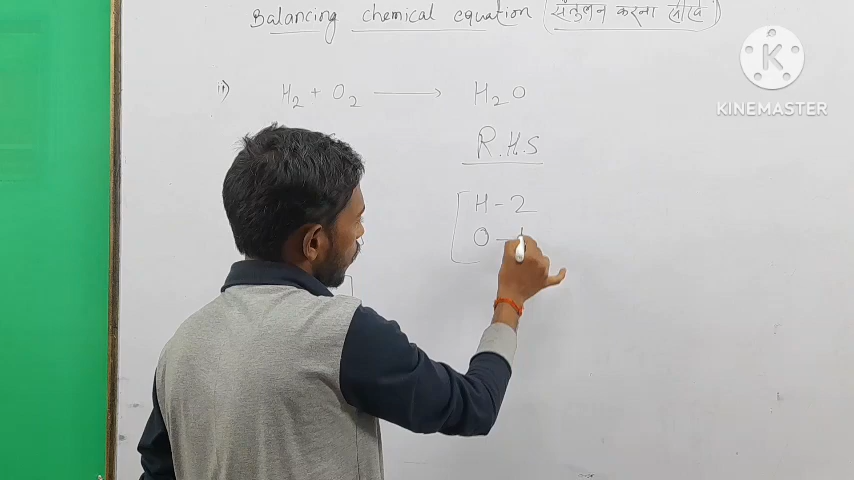 Balancing chemical equation (संतुलन करना सीखें)
ii) H₂ + O₂ ⟶ H₂O
R.H.S
H - 2
O -
K
KINEMASTER